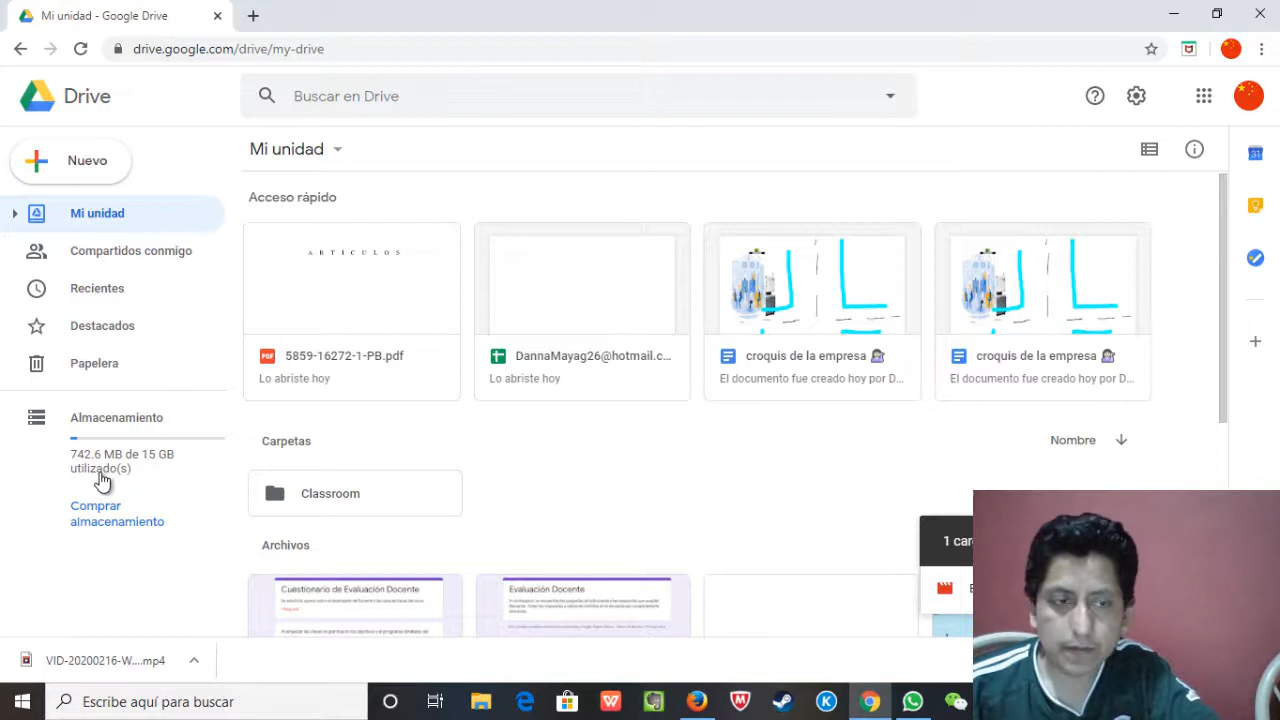 Mi unidad - Google Drive
drive.google.com/drive/my-drive
Drive
Buscar en Drive
Nuevo
Mi unidad
Mi unidad
Compartidos conmigo
Recientes
Destacados
Papelera
Almacenamiento
742.6 MB de 15 GB
utilizado(s)
Comprar
almacenamiento
Acceso rápido
ARTÍCULOS
5859-16272-1-PB.pdf
Lo abriste hoy
DannaMayag26@hotmail.c...
Lo abriste hoy
croquis de la empresa
El documento fue creado hoy por D...
croquis de la empresa
El documento fue creado hoy por D...
Carpetas
Nombre
Classroom
Archivos
Cuestionario de Evaluación Docente
Evaluación Docente
1 car
VID-20200216-W....mp4
Escribe aquí para buscar
31